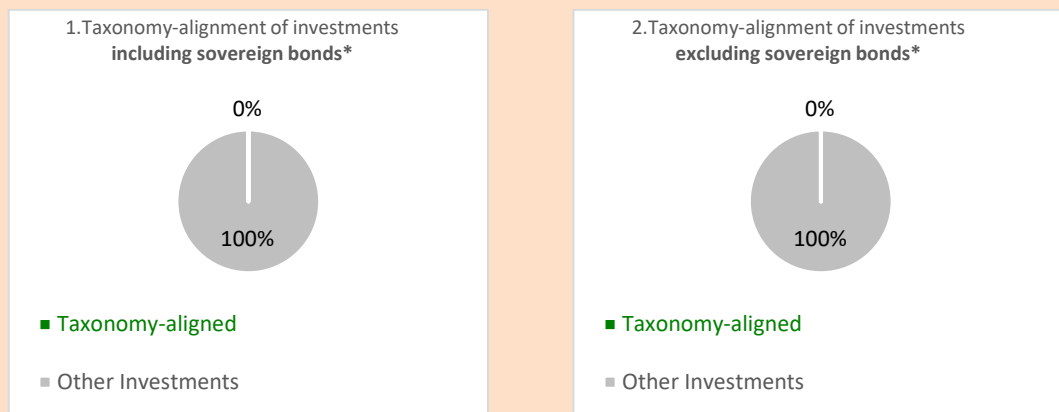 1.Taxonomy-alignment of investments
including sovereign bonds*
0%
100%
Taxonomy-aligned
Other Investments
2.Taxonomy-alignment of investments
excluding sovereign bonds*
0%
100%
Taxonomy-aligned
Other Investments